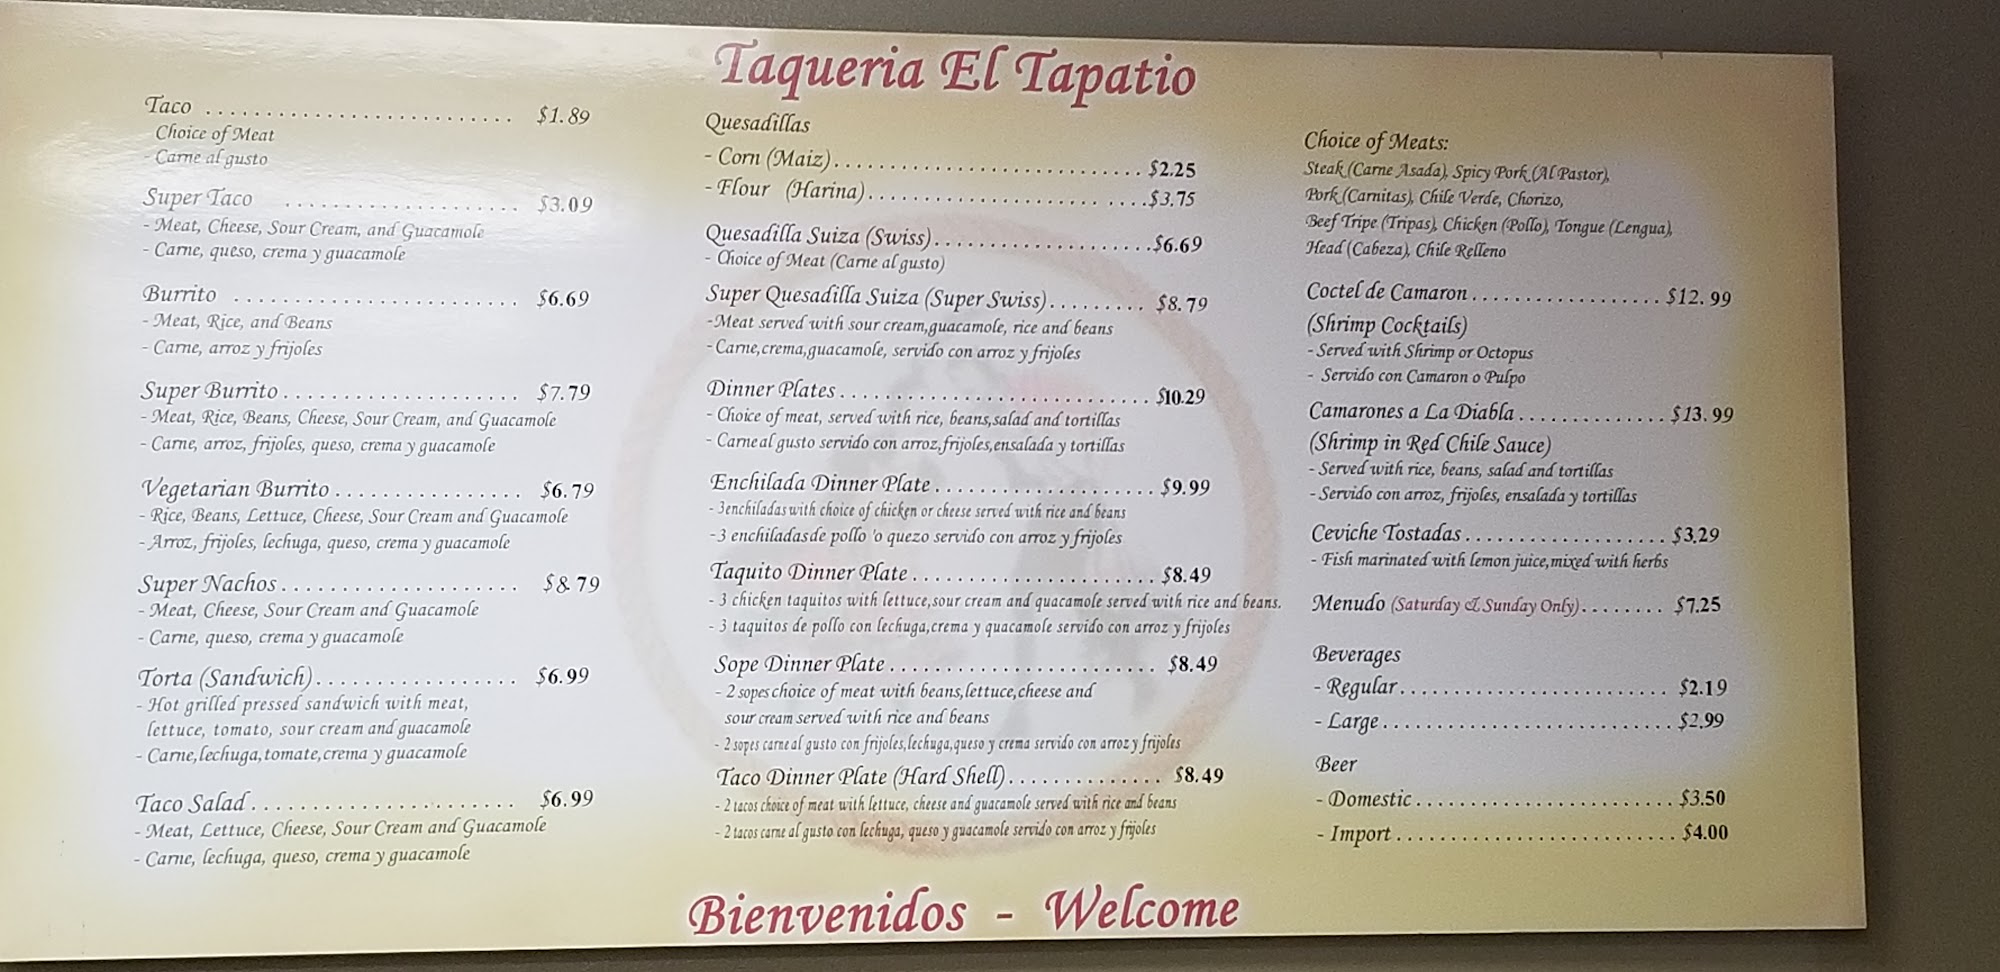 Taqueria El Tapatio
Taco .......................... $1.89
Choice of Meat
- Carne al gusto
Super Taco .................... $3.09
- Meat, Cheese, Sour Cream, and Guacamole
- Carne, queso, crema y guacamole
Burrito ........................ $6.69
- Meat, Rice, and Beans
- Carne, arroz y frijoles
Super Burrito .................... $7.79
- Meat, Rice, Beans, Cheese, Sour Cream, and Guacamole
- Carne, arroz, frijoles, queso, crema y guacamole
Vegetarian Burrito ................ $6.79
- Rice, Beans, Lettuce, Cheese, Sour Cream and Guacamole
- Arroz, frijoles, lechuga, queso, crema y guacamole
Super Nachos .................... $8.79
- Meat, Cheese, Sour Cream and Guacamole
- Carne, queso, crema y guacamole
Torta (Sandwich) ................. $6.99
- Hot grilled pressed sandwich with meat,
lettuce, tomato, sour cream and guacamole
- Carne,lechuga,tomate,crema y guacamole
Taco Salad ...................... $6.99
- Meat, Lettuce, Cheese, Sour Cream and Guacamole
- Carne, lechuga, queso, crema y guacamole
Quesadillas
- Corn (Maiz) ........................... $2.25
- Flour (Harina) ........................... $3.75
Quesadilla Suiza (Swiss) .................... $6.69
- Choice of Meat (Carne al gusto)
Super Quesadilla Suiza (Super Swiss) ......... $8.79
-Meat served with sour cream,guacamole, rice and beans
-Carne,crema,guacamole, servido con arroz y frijoles
Dinner Plates ............................. $10.29
- Choice of meat, served with rice, beans,salad and tortillas
- Carne al gusto servido con arroz,frijoles,ensalada y tortillas
Enchilada Dinner Plate .................... $9.99
- 3enchiladas with choice of chicken or cheese served with rice and beans
-3 enchiladas de pollo 'o quezo servido con arroz y frijoles
Taquito Dinner Plate ...................... $8.49
- 3 chicken taquitos with lettuce,sour cream and quacamole served with rice and beans.
- 3 taquitos de pollo con lechuga,crema y quacamole servido con arroz y frijoles
Sope Dinner Plate ........................ $8.49
- 2 sopes choice of meat with beans,lettuce,cheese and
sour cream served with rice and beans
- 2 sopes carne al gusto con frijoles,lechuga,queso y crema servido con arroz y frijoles
Taco Dinner Plate (Hard Shell) .............. $8.49
- 2 tacos choice of meat with lettuce, cheese and guacamole served with rice and beans
- 2 tacos carne al gusto con lechuga, queso y guacamole servido con arroz y frijoles
Choice of Meats:
Steak (Carne Asada), Spicy Pork (Al Pastor),
Pork (Carnitas), Chile Verde, Chorizo,
Beef Tripe (Tripas), Chicken (Pollo), Tongue (Lengua),
Head (Cabeza), Chile Relleno
Coctel de Camaron ................. $12.99
(Shrimp Cocktails)
- Served with Shrimp or Octopus
- Servido con Camaron o Pulpo
Camarones a La Diabla ............. $13.99
(Shrimp in Red Chile Sauce)
- Served with rice, beans, salad and tortillas
- Servido con arroz, frijoles, ensalada y tortillas
Ceviche Tostadas .................. $3.29
- Fish marinated with lemon juice,mixed with herbs
Menudo (Saturday & Sunday Only) ........ $7.25
Beverages
- Regular ......................... $2.19
- Large ........................... $2.99
Beer
- Domestic ........................ $3.50
- Import .......................... $4.00
Bienvenidos - Welcome